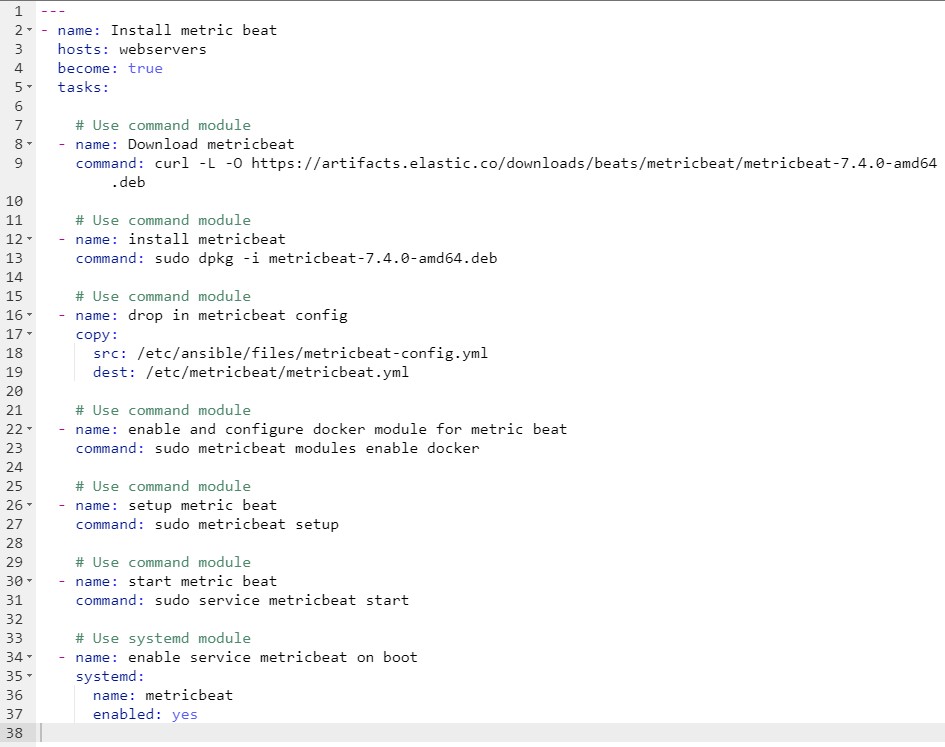 1 ---
2 - name: Install metric beat
3 hosts: webservers
4 become: true
5 tasks:
6
7 # Use command module
8 - name: Download metricbeat
9 command: curl -L -O https://artifacts.elastic.co/downloads/beats/metricbeat/metricbeat-7.4.0-amd64
.deb
10
11 # Use command module
12 - name: install metricbeat
13 command: sudo dpkg -i metricbeat-7.4.0-amd64.deb
14
15 # Use command module
16 - name: drop in metricbeat config
17 copy:
18 src: /etc/ansible/files/metricbeat-config.yml
19 dest: /etc/metricbeat/metricbeat.yml
20
21 # Use command module
22 - name: enable and configure docker module for metric beat
23 command: sudo metricbeat modules enable docker
24
25 # Use command module
26 - name: setup metric beat
27 command: sudo metricbeat setup
28
29 # Use command module
30 - name: start metric beat
31 command: sudo service metricbeat start
32
33 # Use systemd module
34 - name: enable service metricbeat on boot
35 systemd:
36 name: metricbeat
37 enabled: yes
38